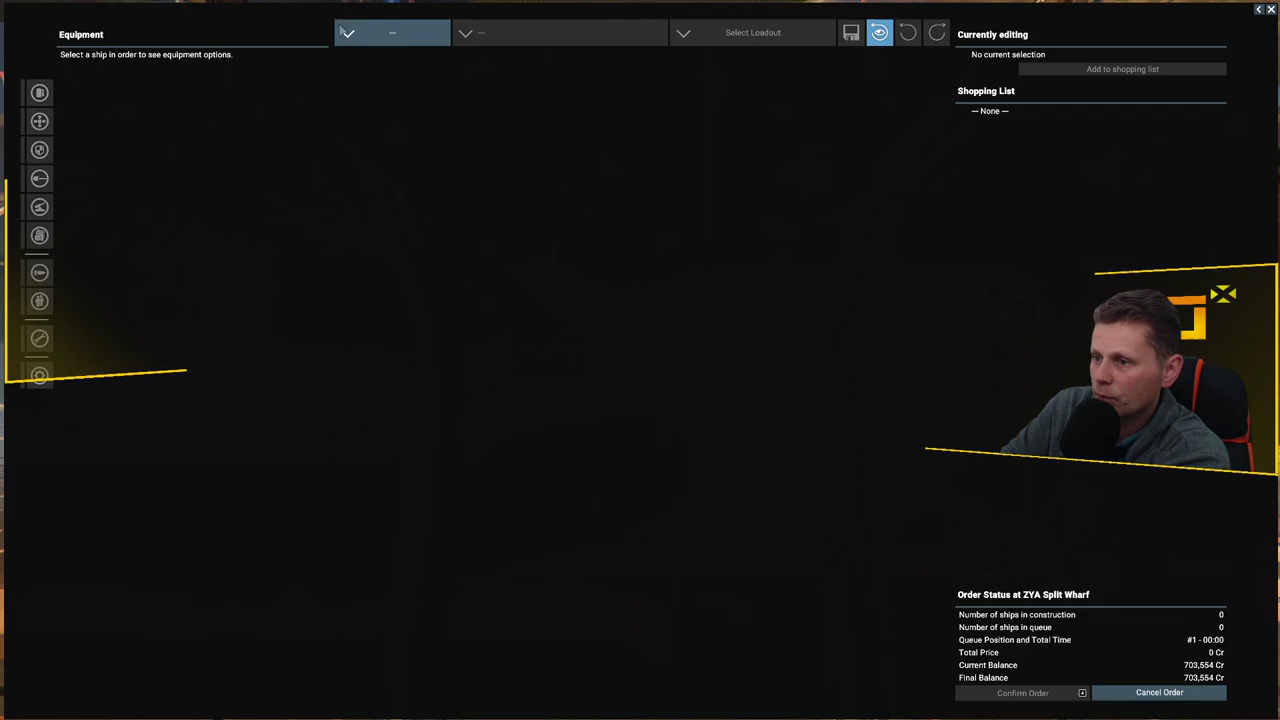 Equipment
Select a ship in order to see equipment options.
---
---
Select Loadout
Currently editing
No current selection
Add to shopping list
Shopping List
--- None ---
Order Status at ZYA Split Wharf
Number of ships in construction 0
Number of ships in queue 0
Queue Position and Total Time #1 - 00:00
Total Price 0 Cr
Current Balance 703,554 Cr
Final Balance 703,554 Cr
Confirm Order
Cancel Order